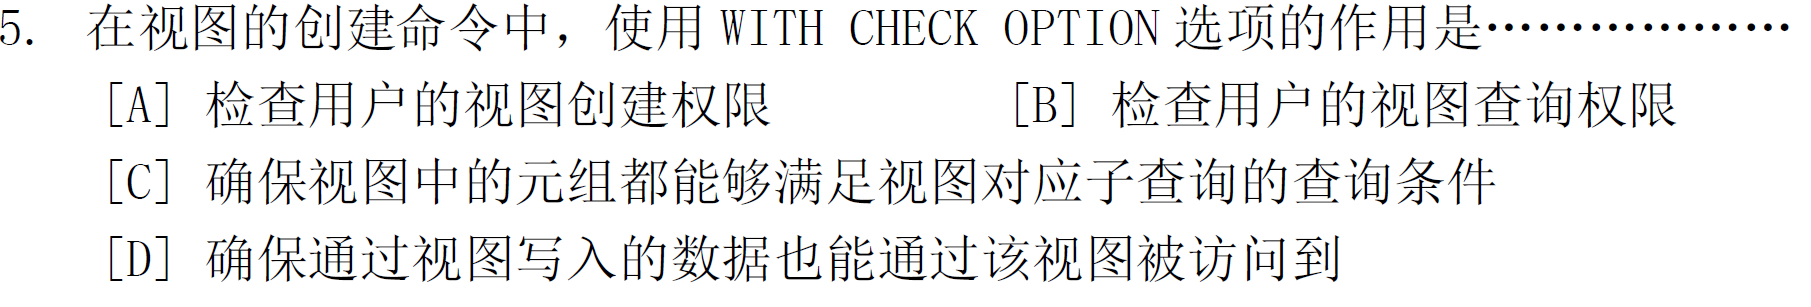 5. 在视图的创建命令中，使用 WITH CHECK OPTION 选项的作用是………………
[A] 检查用户的视图创建权限 [B] 检查用户的视图查询权限
[C] 确保视图中的元组都能够满足视图对应子查询的查询条件
[D] 确保通过视图写入的数据也能通过该视图被访问到